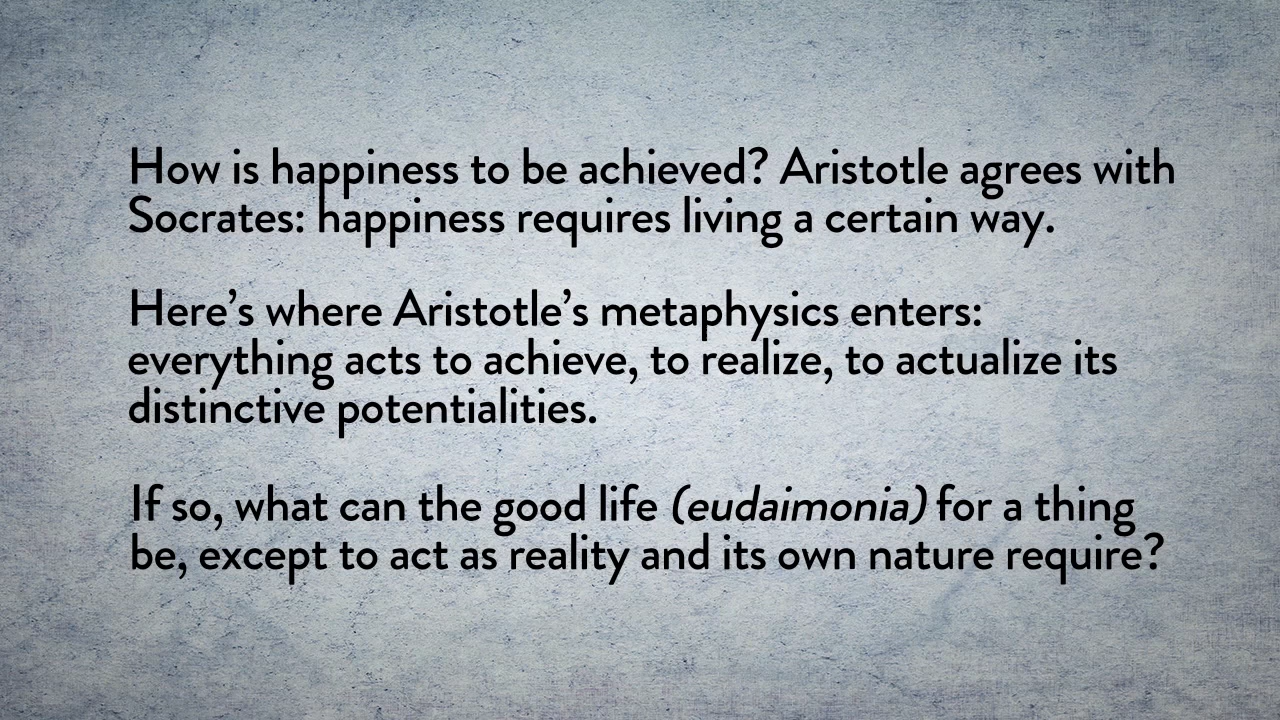 How is happiness to be achieved? Aristotle agrees with
Socrates: happiness requires living a certain way.
Here’s where Aristotle’s metaphysics enters:
everything acts to achieve, to realize, to actualize its
distinctive potentialities.
If so, what can the good life (eudaimonia) for a thing
be, except to act as reality and its own nature require?